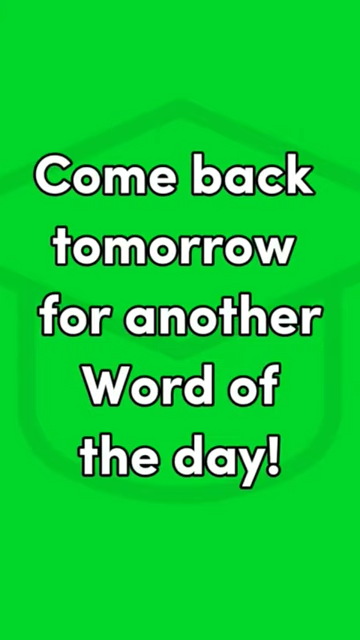 Come back
tomorrow
for another
Word of
the day!